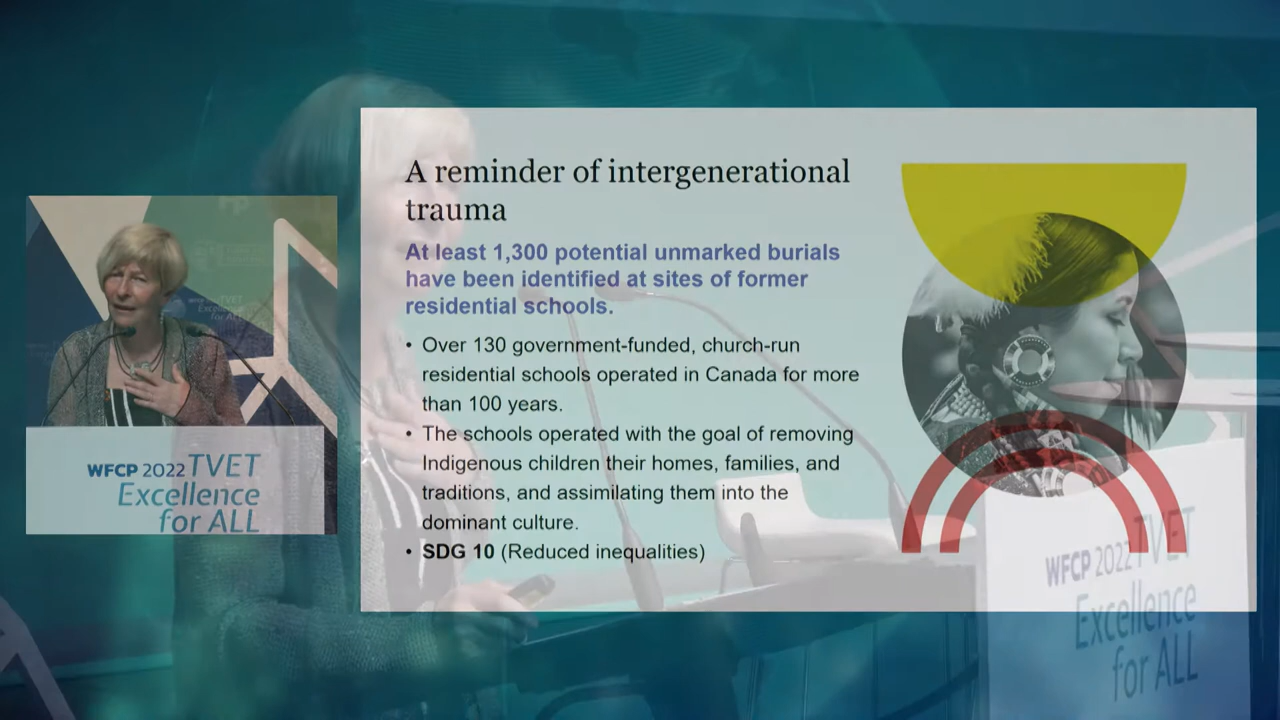 A reminder of intergenerational
trauma
At least 1,300 potential unmarked burials
have been identified at sites of former
residential schools.
• Over 130 government-funded, church-run
residential schools operated in Canada for more
than 100 years.
• The schools operated with the goal of removing
Indigenous children their homes, families, and
traditions, and assimilating them into the
dominant culture.
• SDG 10 (Reduced inequalities)
WFCP 2022 TVET
Excellence
for ALL
WFCP 2022 TVET
Excellence
for ALL